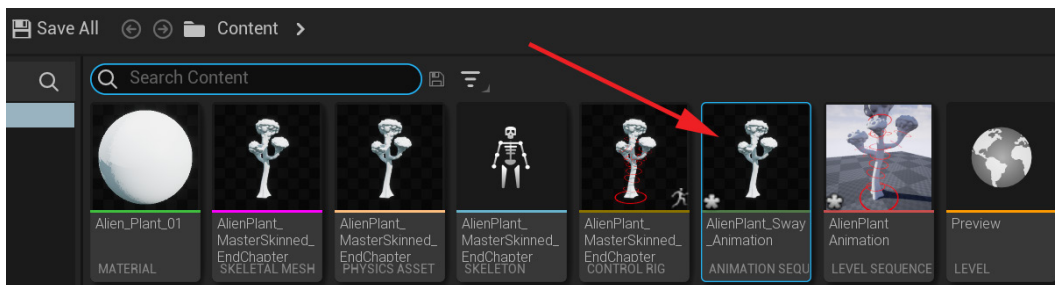 Save All
Content
Search Content
Alien_Plant_01
MATERIAL
AlienPlant_
MasterSkinned_
EndChapter
SKELETAL MESH
AlienPlant_
MasterSkinned_
EndChapter
PHYSICS ASSET
AlienPlant_
MasterSkinned_
EndChapter
SKELETON
AlienPlant_
MasterSkinned_
EndChapter
CONTROL RIG
AlienPlant_Sway
_Animation
ANIMATION SEQU
AlienPlant
Animation
LEVEL SEQUENCE
Preview
LEVEL